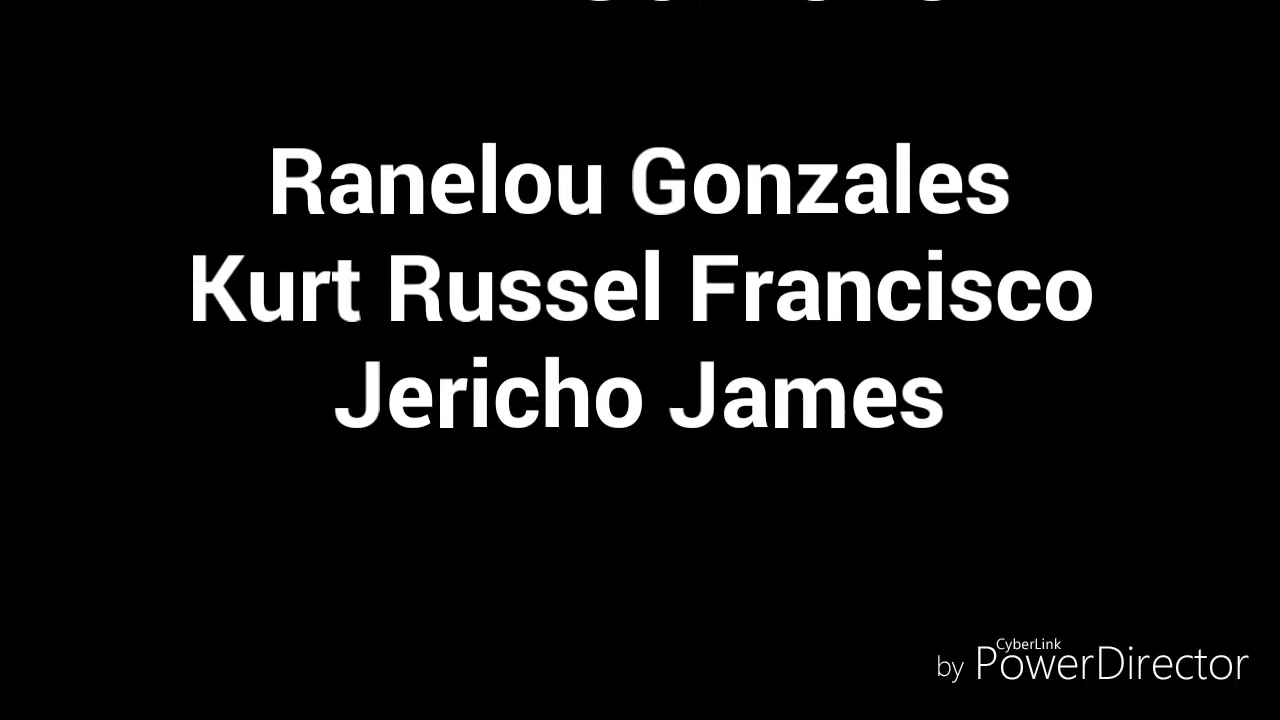 Ranelou Gonzales
Kurt Russel Francisco
Jericho James
by CyberLink PowerDirector